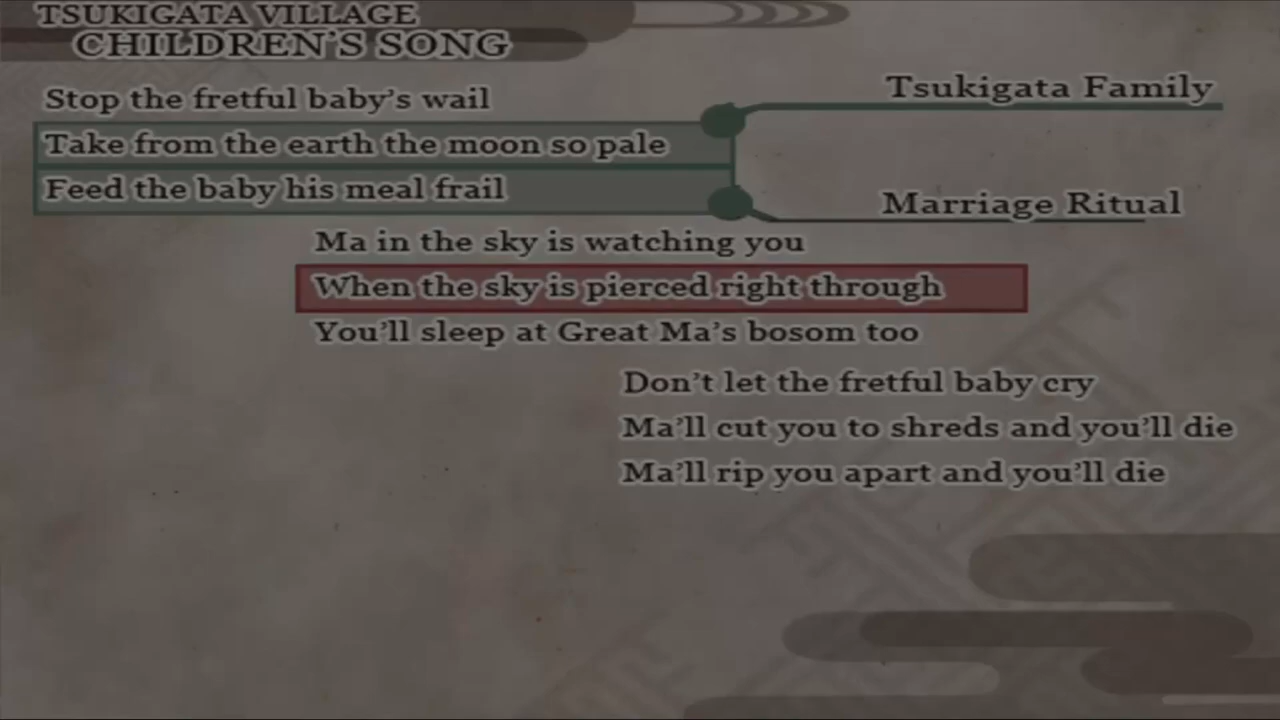 TSUKIGATA VILLAGE
CHILDREN'S SONG
Stop the fretful baby's wail
Take from the earth the moon so pale
Feed the baby his meal frail
Tsukigata Family
Marriage Ritual
Ma in the sky is watching you
When the sky is pierced right through
You'll sleep at Great Ma's bosom too
Don't let the fretful baby cry
Ma'll cut you to shreds and you'll die
Ma'll rip you apart and you'll die